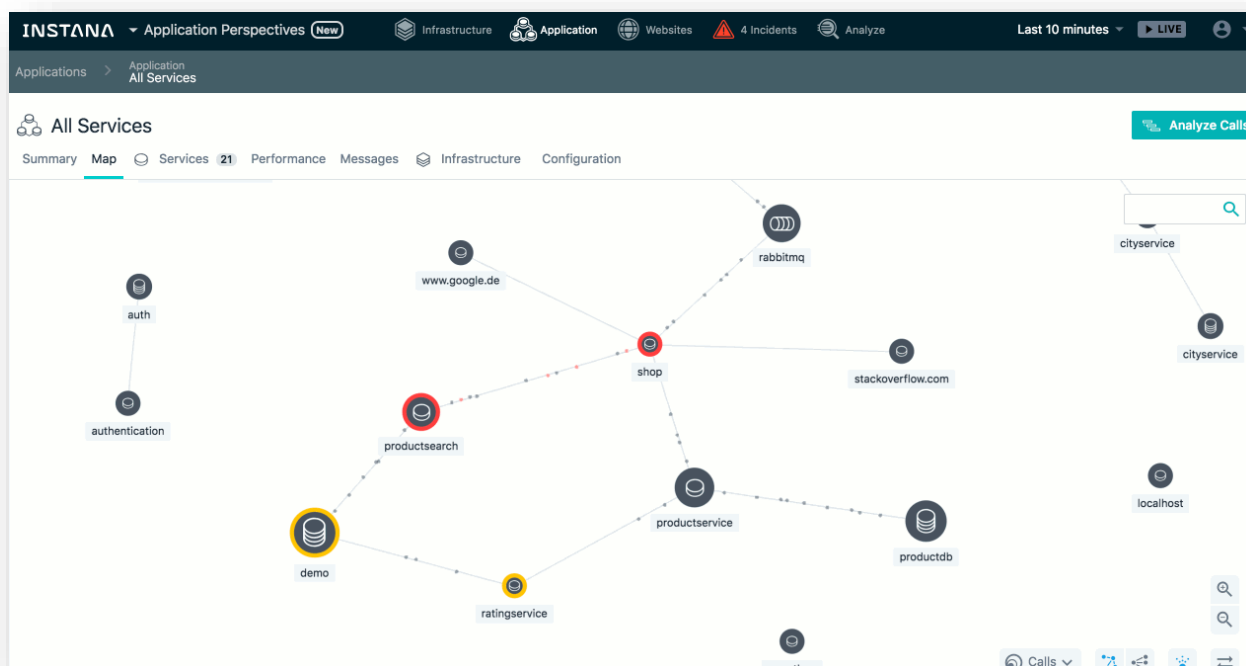 INSTANA Application Perspectives New Infrastructure Application Websites 4 Incidents Analyze Last 10 minutes LIVE
Applications
Application
All Services
All Services
Analyze Calls
Summary Map Services 21 Performance Messages Infrastructure Configuration
rabbitmq
cityservice
www.google.de
auth
cityservice
shop
stackoverflow.com
authentication
productsearch
localhost
productservice
productdb
demo
ratingservice
Calls